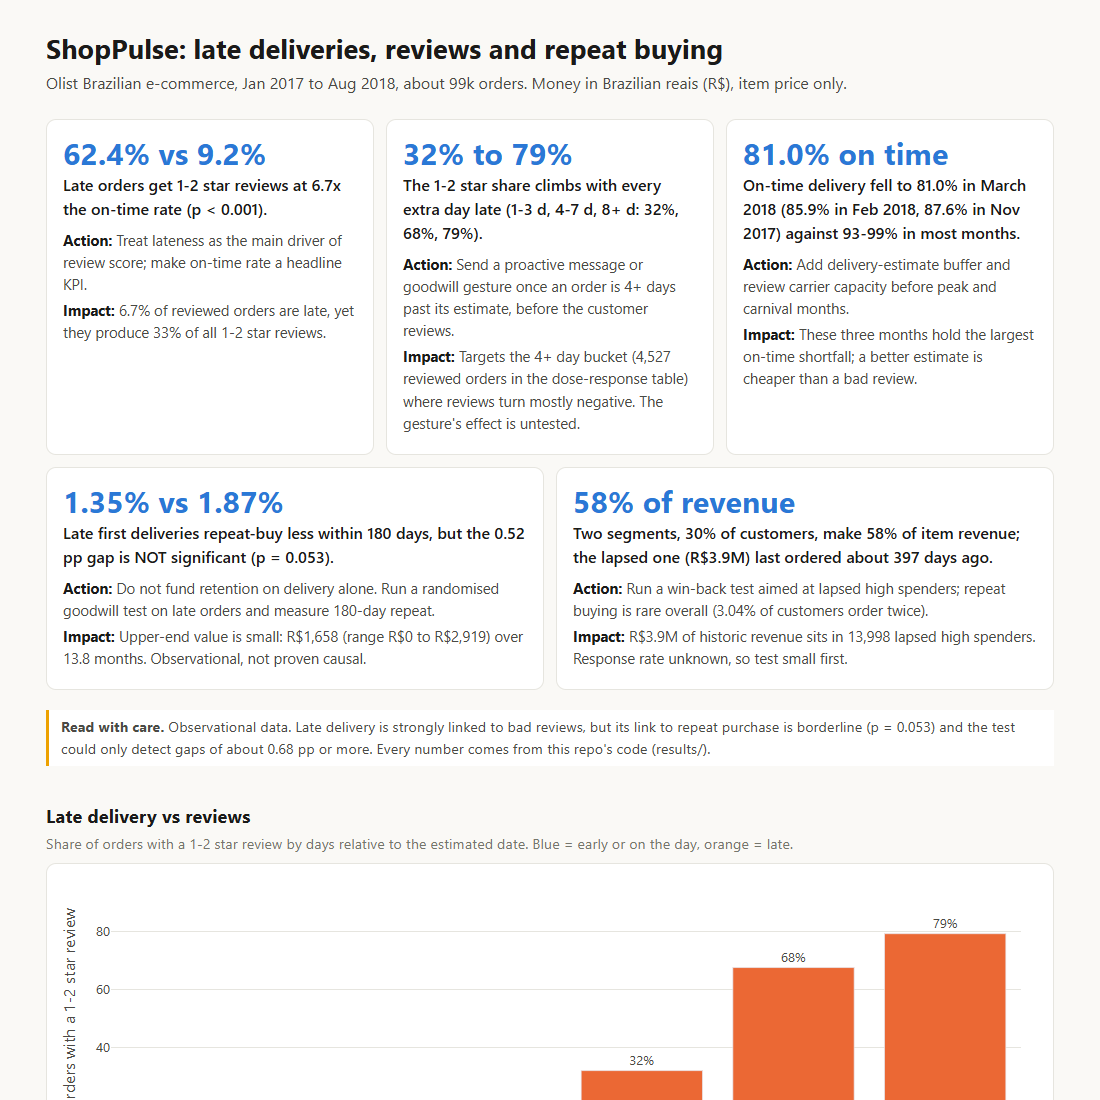 ShopPulse: late deliveries, reviews and repeat buying
Olist Brazilian e-commerce, Jan 2017 to Aug 2018, about 99k orders. Money in Brazilian reais (R$), item price only.
62.4% vs 9.2%
Late orders get 1-2 star reviews at 6.7x
the on-time rate (p < 0.001).
Action: Treat lateness as the main driver of
review score; make on-time rate a headline
KPI.
Impact: 6.7% of reviewed orders are late, yet
they produce 33% of all 1-2 star reviews.
32% to 79%
The 1-2 star share climbs with every
extra day late (1-3 d, 4-7 d, 8+ d: 32%,
68%, 79%).
Action: Send a proactive message or
goodwill gesture once an order is 4+ days
past its estimate, before the customer
reviews.
Impact: Targets the 4+ day bucket (4,527
reviewed orders in the dose-response table)
where reviews turn mostly negative. The
gesture's effect is untested.
81.0% on time
On-time delivery fell to 81.0% in March
2018 (85.9% in Feb 2018, 87.6% in Nov
2017) against 93-99% in most months.
Action: Add delivery-estimate buffer and
review carrier capacity before peak and
carnival months.
Impact: These three months hold the largest
on-time shortfall; a better estimate is
cheaper than a bad review.
1.35% vs 1.87%
Late first deliveries repeat-buy less within 180 days, but the 0.52
pp gap is NOT significant (p = 0.053).
Action: Do not fund retention on delivery alone. Run a randomised
goodwill test on late orders and measure 180-day repeat.
Impact: Upper-end value is small: R$1,658 (range R$0 to R$2,919) over
13.8 months. Observational, not proven causal.
58% of revenue
Two segments, 30% of customers, make 58% of item revenue;
the lapsed one (R$3.9M) last ordered about 397 days ago.
Action: Run a win-back test aimed at lapsed high spenders; repeat
buying is rare overall (3.04% of customers order twice).
Impact: R$3.9M of historic revenue sits in 13,998 lapsed high spenders.
Response rate unknown, so test small first.
Read with care. Observational data. Late delivery is strongly linked to bad reviews, but its link to repeat purchase is borderline (p = 0.053) and the test
could only detect gaps of about 0.68 pp or more. Every number comes from this repo's code (results/).
Late delivery vs reviews
Share of orders with a 1-2 star review by days relative to the estimated date. Blue = early or on the day, orange = late.
with a 1-2 star review
80
60
40
32%
68%
79%